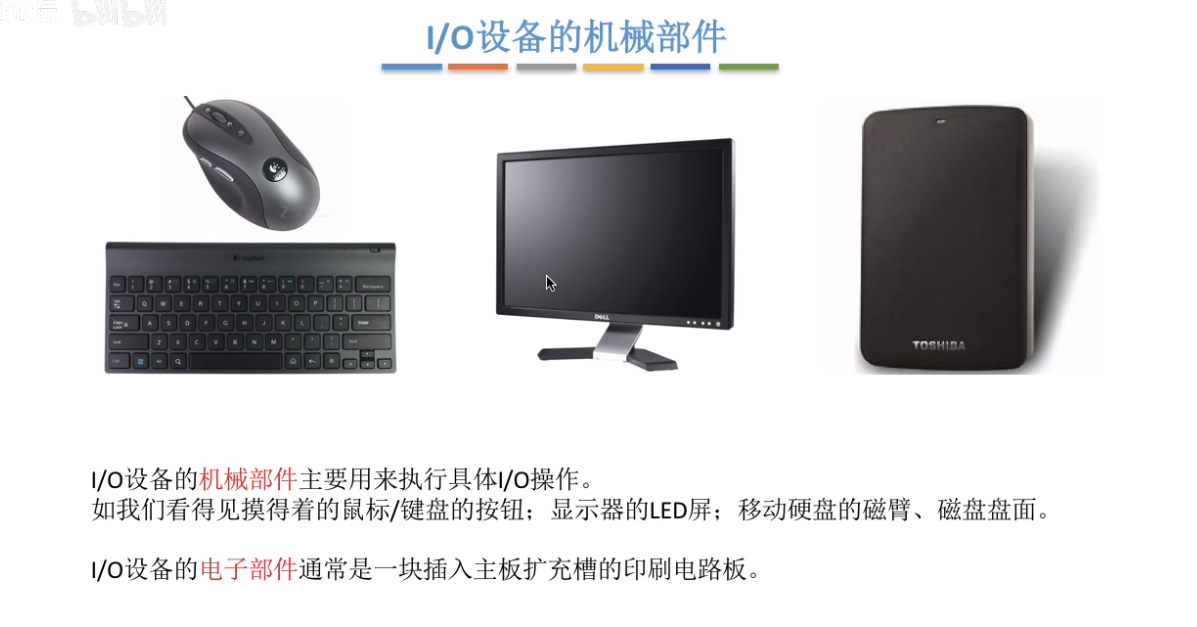 bilibili
I/O设备的机械部件
logitech
DELL
TOSHIBA
I/O设备的机械部件主要用来执行具体I/O操作。
如我们看得见摸得着的鼠标/键盘的按钮；显示器的LED屏；移动硬盘的磁臂、磁盘盘面。
I/O设备的电子部件通常是一块插入主板扩充槽的印刷电路板。